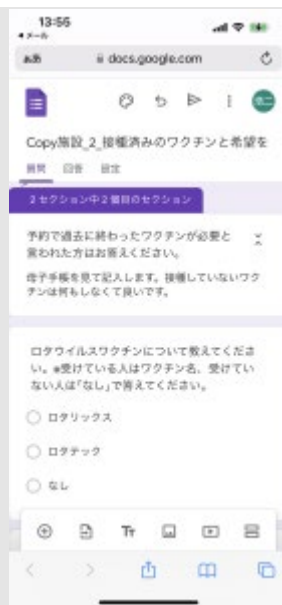 13:55
メール
ああ
docs.google.com
Copy施設_2_接種済みのワクチンと希望を
質問 回答 設定
2 セクション中 2 個目のセクション
予約で過去に終わったワクチンが必要と
言われた方はお答えください。
母子手帳を見て記入します。接種していないワク
チンは何もしなくて良いです。
ロタウイルスワクチンについて教えてくださ
い。※受けている人はワクチン名、受けてい
ない人は「なし」で答えてください。
ロタリックス
ロタテック
なし
Tт